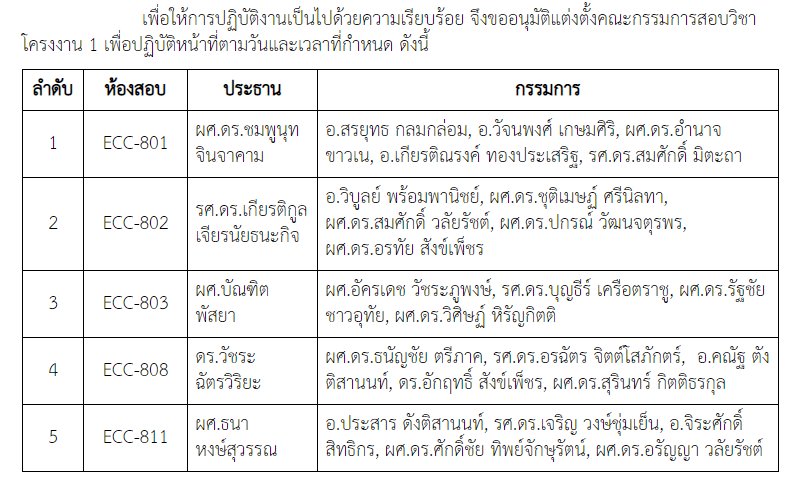 เพื่อให้การปฏิบัติงานเป็นไปด้วยความเรียบร้อย จึงขออนุมัติแต่งตั้งคณะกรรมการสอบวิชา
โครงงาน 1 เพื่อปฏิบัติหน้าที่ตามวันและเวลาที่กำหนด ดังนี้
ลำดับ ห้องสอบ ประธาน กรรมการ
1 ECC-801 ผศ.ดร.ชมพูนุท จินจาคาม อ.สรยุทธ กลมกล่อม, อ.วัจนพงศ์ เกษมศิริ, ผศ.ดร.อำนาจ
ขาวเน, อ.เกียรติณรงค์ ทองประเสริฐ, รศ.ดร.สมศักดิ์ มิตะถา
2 ECC-802 รศ.ดร.เกียรติกูล เจียรนัยธนะกิจ อ.วิบูลย์ พร้อมพานิชย์, ผศ.ดร.ชุติเมษฏ์ ศรีนิลทา,
ผศ.ดร.สมศักดิ์ วลัยรัชต์, ผศ.ดร.ปกรณ์ วัฒนจตุรพร,
ผศ.ดร.อรทัย สังข์เพ็ชร
3 ECC-803 ผศ.บัณฑิต พัสยา ผศ.อัครเดช วัชระภูพงษ์, รศ.ดร.บุญธีร์ เครือตราชู, ผศ.ดร.รัฐชัย
ชาวอุทัย, ผศ.ดร.วิศิษฏ์ หิรัญกิตติ
4 ECC-808 ดร.วัชระ ฉัตรวิริยะ ผศ.ดร.ธนัญชัย ตรีภาค, รศ.ดร.อรฉัตร จิตต์โสภักตร์, อ.คณัฐ ตัง
ติสานนท์, ดร.อักฤทธิ์ สังข์เพ็ชร, ผศ.ดร.สุรินทร์ กิตติธรกุล
5 ECC-811 ผศ.ธนา หงษ์สุวรรณ อ.ประสาร ตังติสานนท์, รศ.ดร.เจริญ วงษ์ชุ่มเย็น, อ.จิระศักดิ์
สิทธิกร, ผศ.ดร.ศักดิ์ชัย ทิพย์จักษุรัตน์, ผศ.ดร.อรัญญา วลัยรัชต์